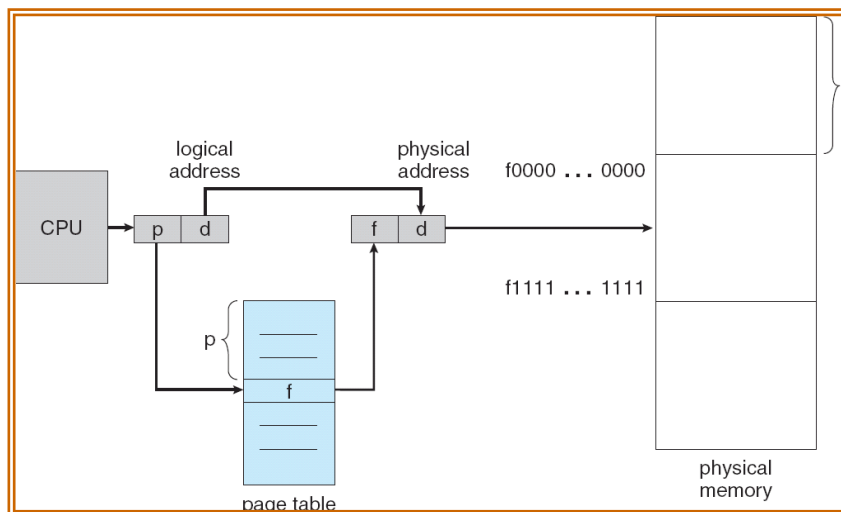 logical
address
physical
address
f0000 ... 0000
CPU
p
d
f
d
f1111 ... 1111
p
f
physical
memory
page table